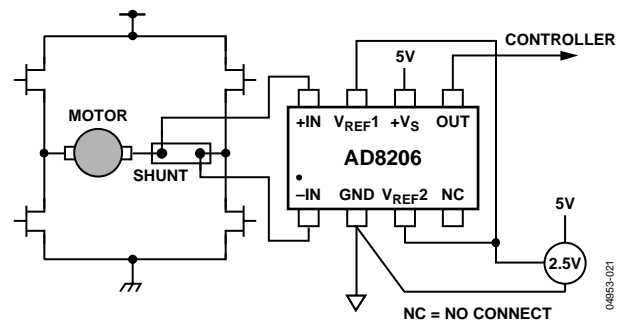 CONTROLLER
5V
+IN VREF1 +VS OUT
MOTOR
AD8206
SHUNT
–IN GND VREF2 NC
5V
2.5V
NC = NO CONNECT
04953-021